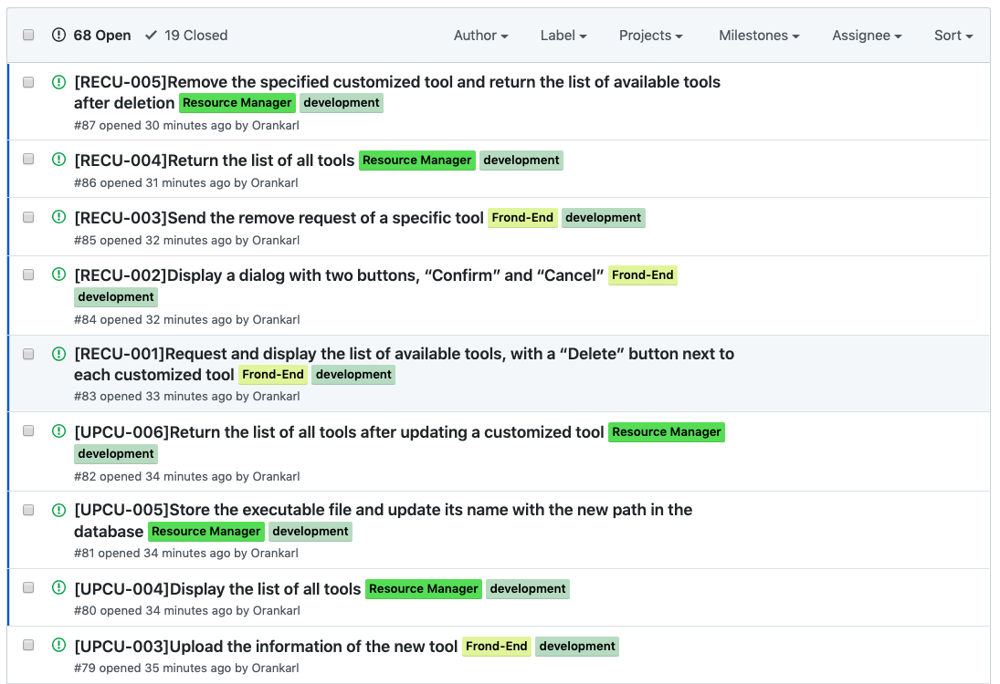 68 Open 19 Closed Author Label Projects Milestones Assignee Sort
[RECU-005]Remove the specified customized tool and return the list of available tools
after deletion Resource Manager development
#87 opened 30 minutes ago by Orankarl
[RECU-004]Return the list of all tools Resource Manager development
#86 opened 31 minutes ago by Orankarl
[RECU-003]Send the remove request of a specific tool Frond-End development
#85 opened 32 minutes ago by Orankarl
[RECU-002]Display a dialog with two buttons, “Confirm” and “Cancel” Frond-End
development
#84 opened 32 minutes ago by Orankarl
[RECU-001]Request and display the list of available tools, with a “Delete” button next to
each customized tool Frond-End development
#83 opened 33 minutes ago by Orankarl
[UPCU-006]Return the list of all tools after updating a customized tool Resource Manager
development
#82 opened 34 minutes ago by Orankarl
[UPCU-005]Store the executable file and update its name with the new path in the
database Resource Manager development
#81 opened 34 minutes ago by Orankarl
[UPCU-004]Display the list of all tools Resource Manager development
#80 opened 34 minutes ago by Orankarl
[UPCU-003]Upload the information of the new tool Frond-End development
#79 opened 35 minutes ago by Orankarl